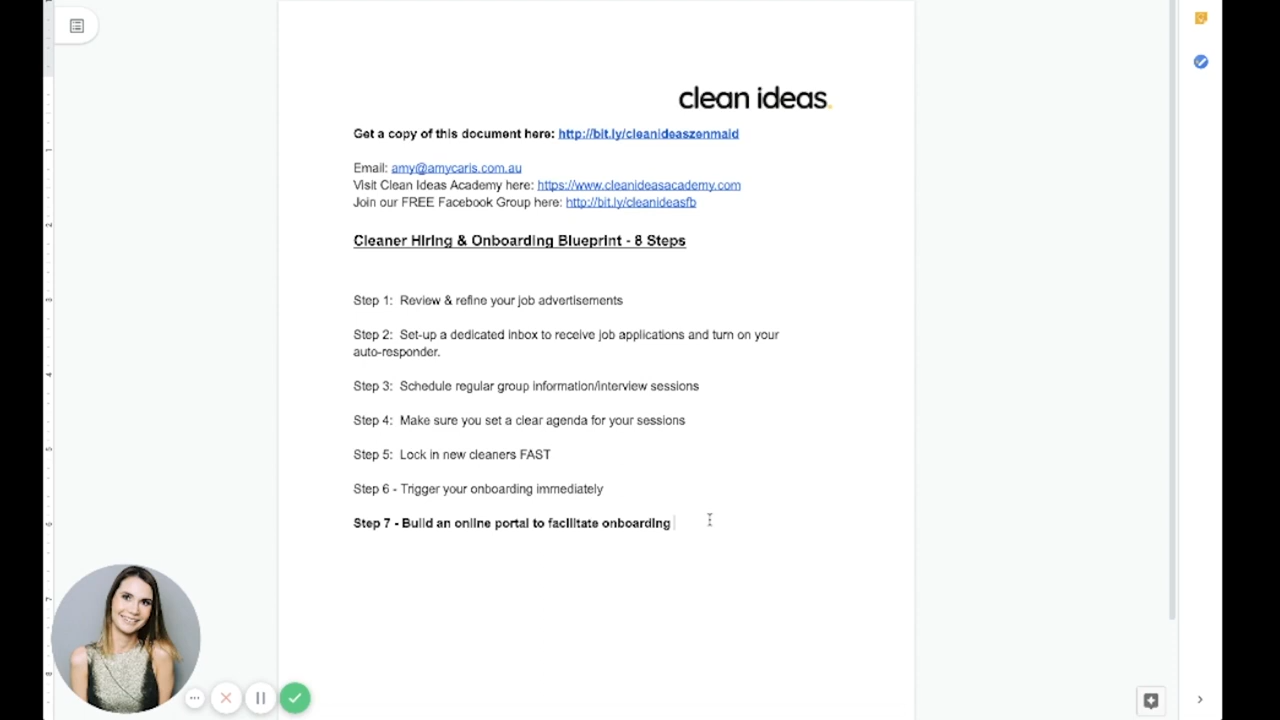 clean ideas.
Get a copy of this document here: http://bit.ly/cleanideaszenmaid
Email: amy@amycaris.com.au
Visit Clean Ideas Academy here: https://www.cleanideasacademy.com
Join our FREE Facebook Group here: http://bit.ly/cleanideasfb
Cleaner Hiring & Onboarding Blueprint - 8 Steps
Step 1: Review & refine your job advertisements
Step 2: Set-up a dedicated inbox to receive job applications and turn on your
auto-responder.
Step 3: Schedule regular group information/interview sessions
Step 4: Make sure you set a clear agenda for your sessions
Step 5: Lock in new cleaners FAST
Step 6 - Trigger your onboarding immediately
Step 7 - Build an online portal to facilitate onboarding